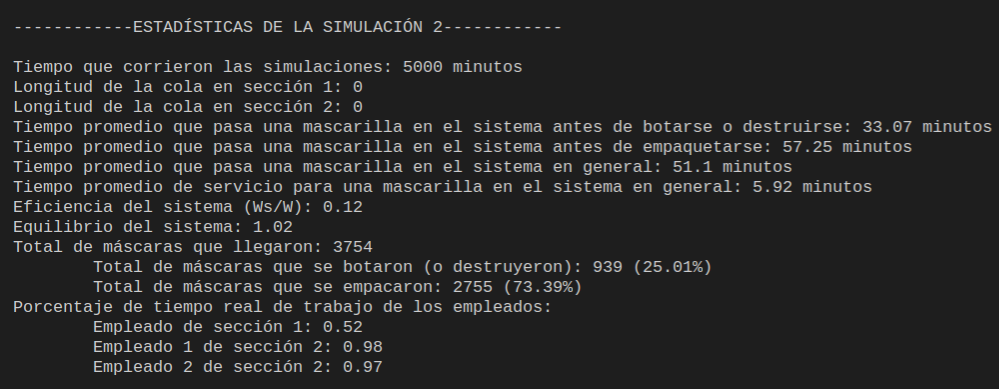 ------------ESTADÍSTICAS DE LA SIMULACIÓN 2------------
Tiempo que corrieron las simulaciones: 5000 minutos
Longitud de la cola en sección 1: 0
Longitud de la cola en sección 2: 0
Tiempo promedio que pasa una mascarilla en el sistema antes de botarse o destruirse: 33.07 minutos
Tiempo promedio que pasa una mascarilla en el sistema antes de empaquetarse: 57.25 minutos
Tiempo promedio que pasa una mascarilla en el sistema en general: 51.1 minutos
Tiempo promedio de servicio para una mascarilla en el sistema en general: 5.92 minutos
Eficiencia del sistema (Ws/W): 0.12
Equilibrio del sistema: 1.02
Total de máscaras que llegaron: 3754
Total de máscaras que se botaron (o destruyeron): 939 (25.01%)
Total de máscaras que se empacaron: 2755 (73.39%)
Porcentaje de tiempo real de trabajo de los empleados:
Empleado de sección 1: 0.52
Empleado 1 de sección 2: 0.98
Empleado 2 de sección 2: 0.97